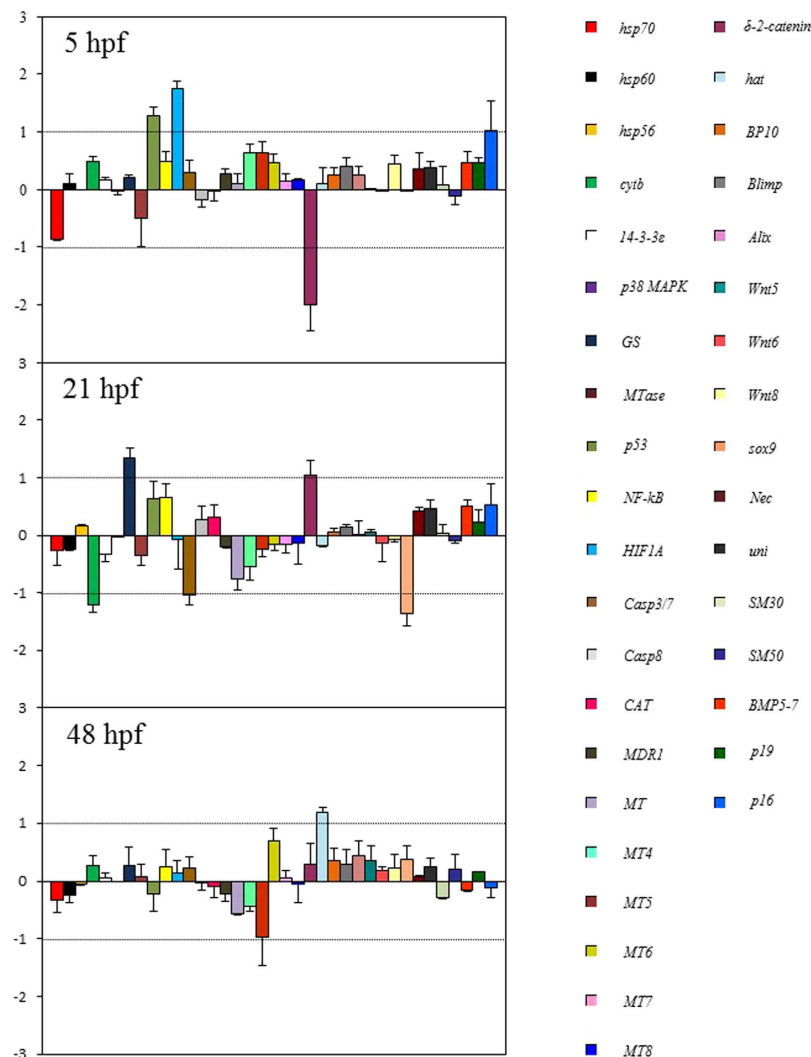 3
5 hpf
2
1
0
-1
-2
3
21 hpf
2
1
0
-1
-2
3
48 hpf
2
1
0
-1
-2
-3
hsp70
hsp60
hsp56
cytb
14-3-3ε
p38 MAPK
GS
MTase
p53
NF-kB
HIF1A
Casp3/7
Casp8
CAT
MDR1
MT
MT4
MT5
MT6
MT7
MT8
δ-2-catenin
hat
BP10
Blimp
Alix
Wnt5
Wnt6
Wnt8
sox9
Nec
uni
SM30
SM50
BMP5-7
p19
p16